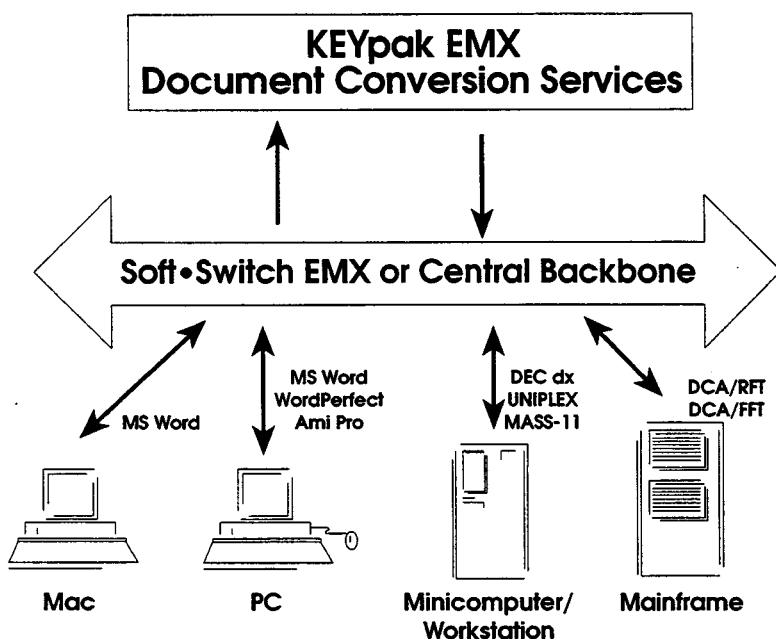 KEYpak EMX
Document Conversion Services
Soft•Switch EMX or Central Backbone
MS Word
MS Word
WordPerfect
Ami Pro
DEC dx
UNIPLEX
MASS-11
DCA/RFT
DCA/FFT
Mac
PC
Minicomputer/
Workstation
Mainframe